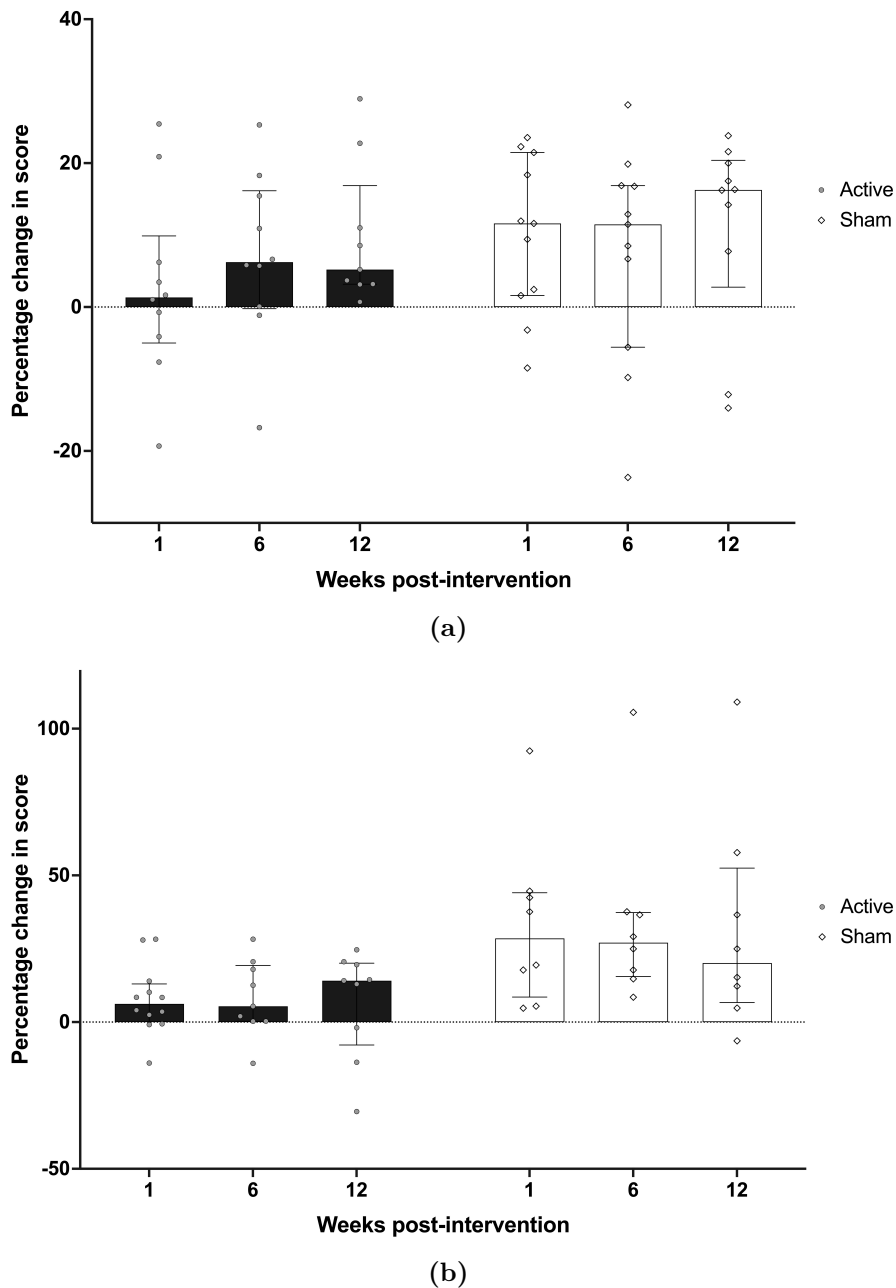 40
20
0
-20
Percentage change in score
1 6 12 1 6 12
Weeks post-intervention
Active
Sham
(a)
100
50
0
-50
Percentage change in score
1 6 12 1 6 12
Weeks post-intervention
Active
Sham
(b)